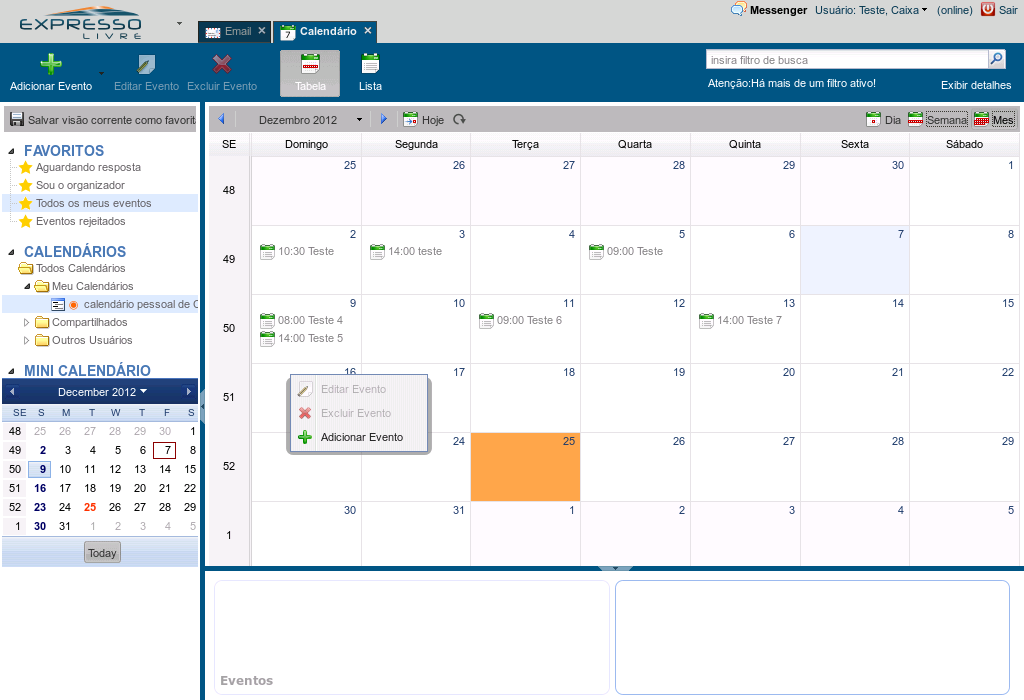 EXPRESSO
LIVRE
Email
7 Calendário
Messenger Usuário: Teste, Caixa (online) Sair
Adicionar Evento
Editar Evento
Excluir Evento
Tabela
Lista
insira filtro de busca
Atenção:Há mais de um filtro ativo!
Exibir detalhes
Salvar visão corrente como favorit
FAVORITOS
Aguardando resposta
Sou o organizador
Todos os meus eventos
Eventos rejeitados
CALENDÁRIOS
Todos Calendários
Meu Calendários
calendário pessoal de C
Compartilhados
Outros Usuários
MINI CALENDÁRIO
December 2012
SE S M T W T F S
48 25 26 27 28 29 30 1
49 2 3 4 5 6 7 8
50 9 10 11 12 13 14 15
51 16 17 18 19 20 21 22
52 23 24 25 26 27 28 29
1 30 31 1 2 3 4 5
Today
Dezembro 2012 Hoje Dia Semana Mes
SE Domingo Segunda Terça Quarta Quinta Sexta Sábado
25 26 27 28 29 30 1
48
2 3 4 5 6 7 8
10:30 Teste 14:00 teste 09:00 Teste
49
9 10 11 12 13 14 15
08:00 Teste 4 09:00 Teste 6 14:00 Teste 7
50
14:00 Teste 5
16 17 18 19 20 21 22
Editar Evento
51
Excluir Evento
Adicionar Evento
24 25 26 27 28 29
52
30 31 1 2 3 4 5
1
Eventos